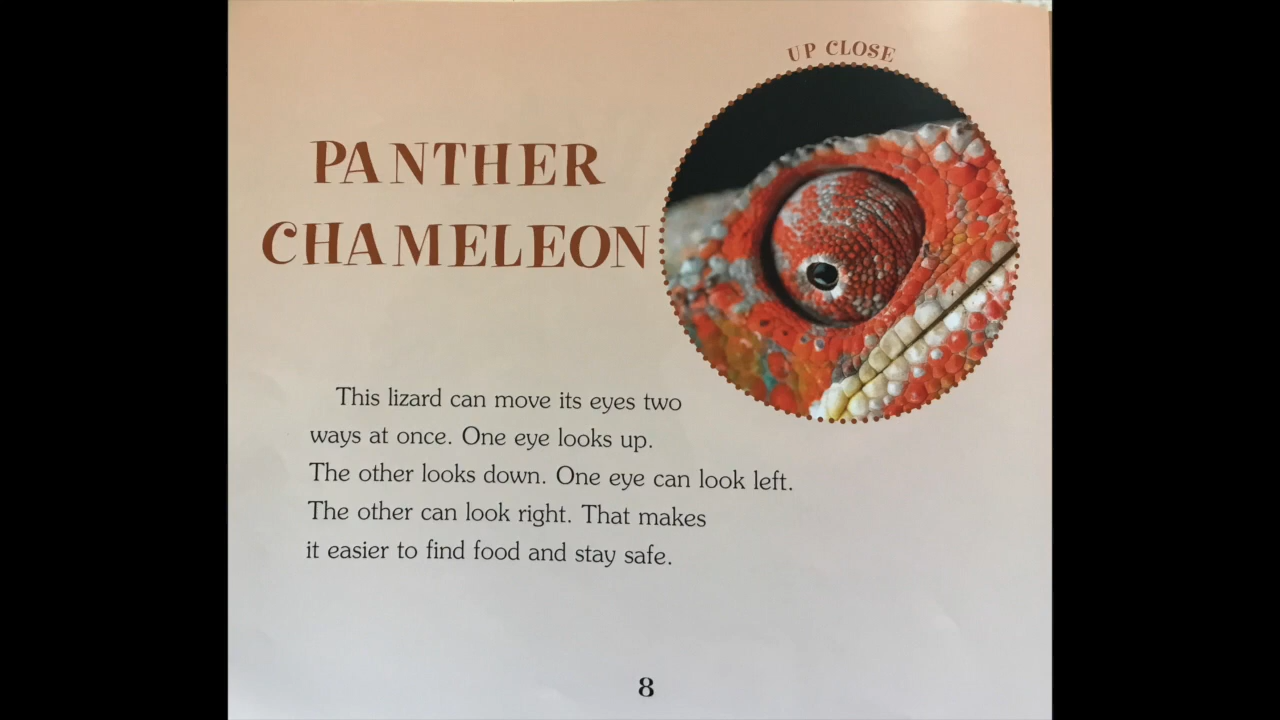 UP CLOSE
PANTHER
CHAMELEON
This lizard can move its eyes two
ways at once. One eye looks up.
The other looks down. One eye can look left.
The other can look right. That makes
it easier to find food and stay safe.
8